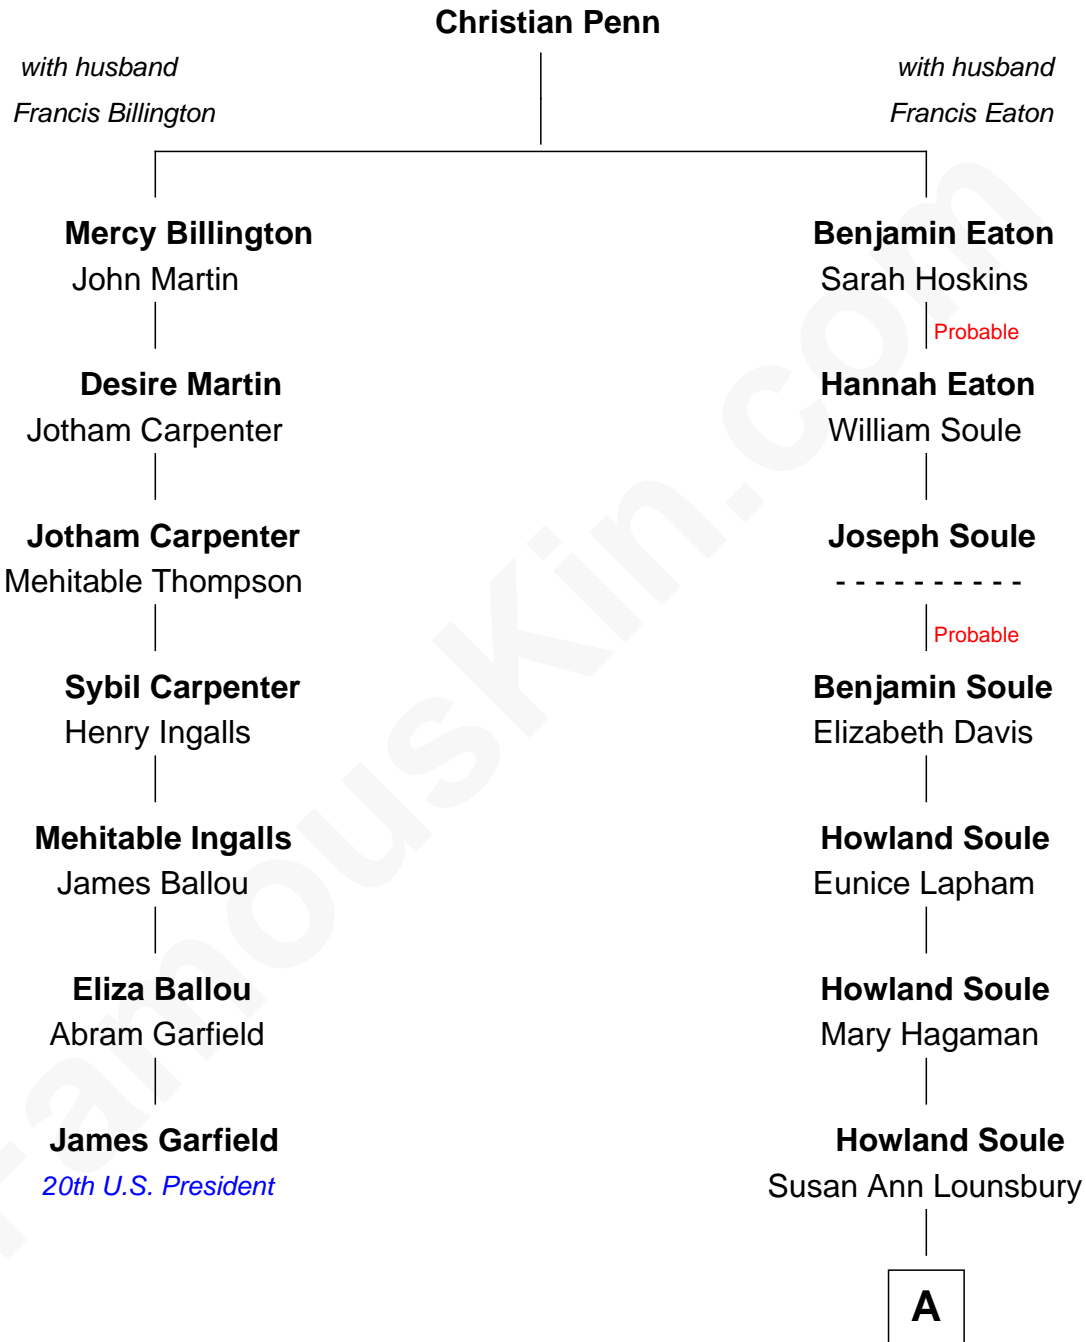 Christian Penn
with husband
Francis Billington
with husband
Francis Eaton
Mercy Billington
John Martin
Benjamin Eaton
Sarah Hoskins
Probable
Desire Martin
Jotham Carpenter
Hannah Eaton
William Soule
Jotham Carpenter
Mehitable Thompson
Joseph Soule
- - - - - - - - - -
Probable
Sybil Carpenter
Henry Ingalls
Benjamin Soule
Elizabeth Davis
Mehitable Ingalls
James Ballou
Howland Soule
Eunice Lapham
Eliza Ballou
Abram Garfield
Howland Soule
Mary Hagaman
James Garfield
20th U.S. President
Howland Soule
Susan Ann Lounsbury
A
FamousKin.com